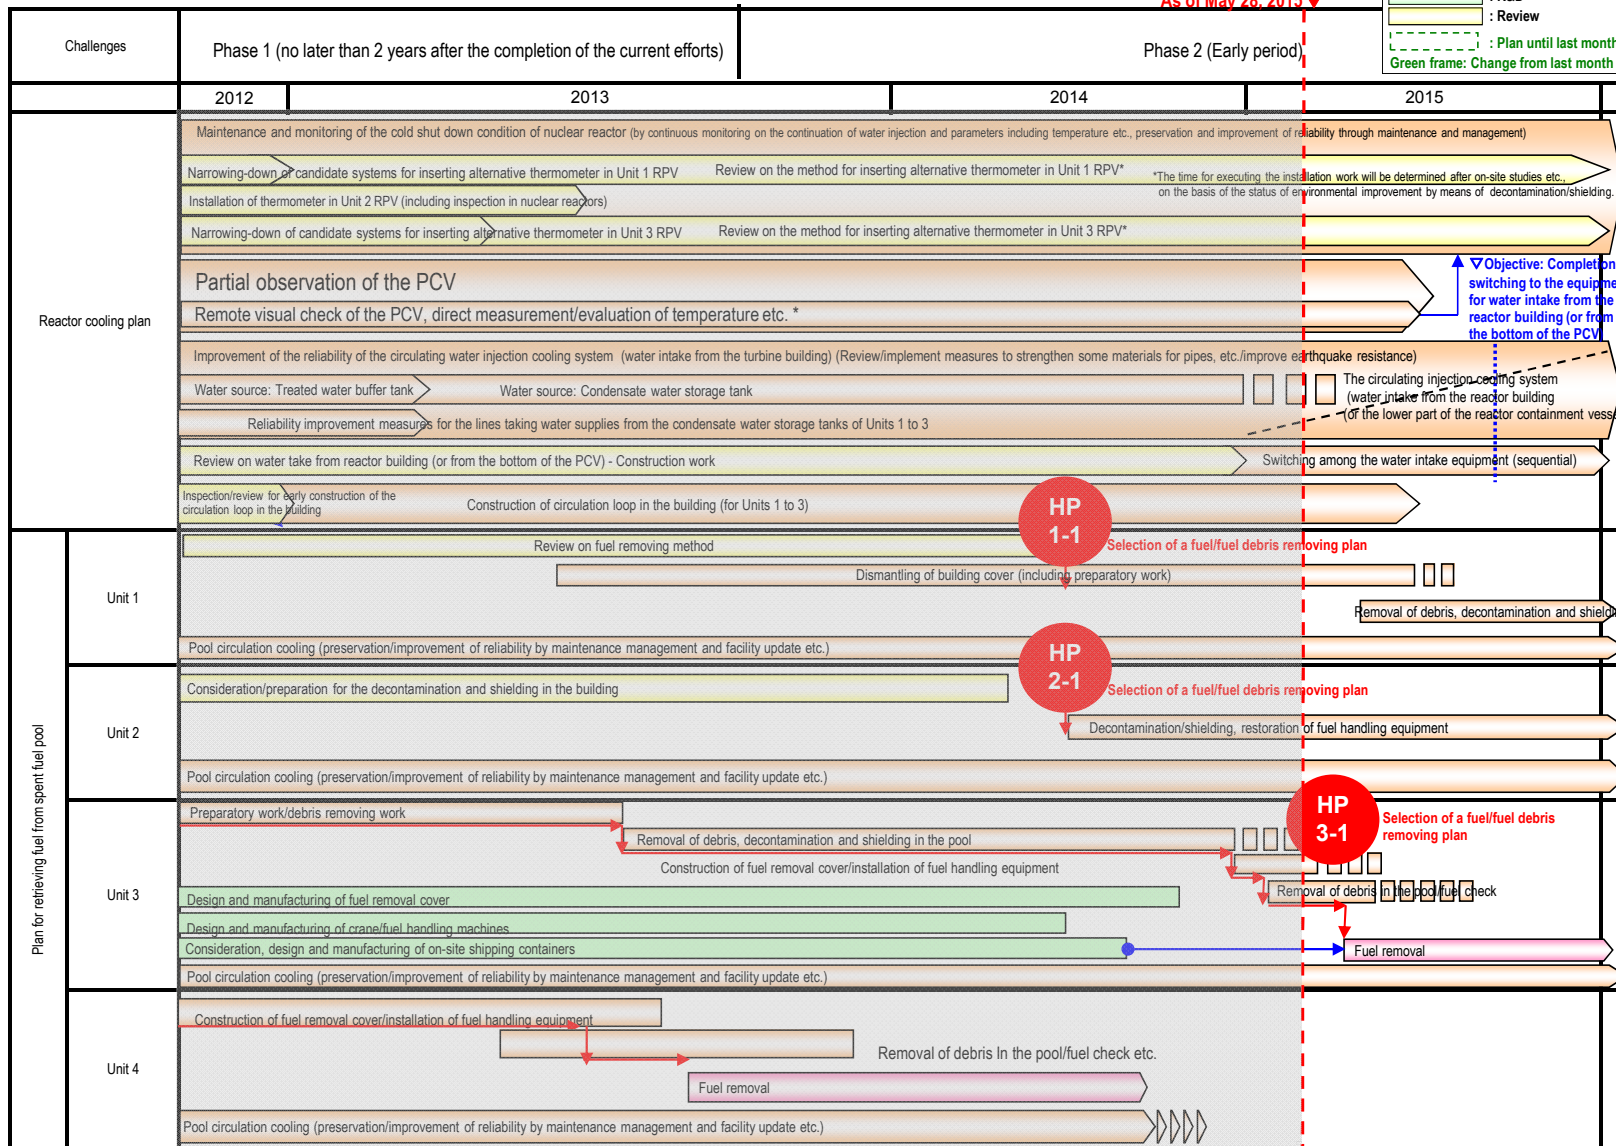 As of May 28, 2015
: R&D
: Review
: Plan until last month
Green frame: Change from last month
Challenges
Phase 1 (no later than 2 years after the completion of the current efforts)
Phase 2 (Early period)
2012
2013
2014
2015
Reactor cooling plan
Maintenance and monitoring of the cold shut down condition of nuclear reactor (by continuous monitoring on the continuation of water injection and parameters including temperature etc., preservation and improvement of reliability through maintenance and management)
Narrowing-down of candidate systems for inserting alternative thermometer in Unit 1 RPV
Review on the method for inserting alternative thermometer in Unit 1 RPV*
*The time for executing the installation work will be determined after on-site studies etc.,
on the basis of the status of environmental improvement by means of decontamination/shielding.
Installation of thermometer in Unit 2 RPV (including inspection in nuclear reactors)
Narrowing-down of candidate systems for inserting alternative thermometer in Unit 3 RPV
Review on the method for inserting alternative thermometer in Unit 3 RPV*
Partial observation of the PCV
Remote visual check of the PCV, direct measurement/evaluation of temperature etc. *
▽Objective: Completion
switching to the equipme
for water intake from the
reactor building (or from
the bottom of the PCV)
Improvement of the reliability of the circulating water injection cooling system (water intake from the turbine building) (Review/implement measures to strengthen some materials for pipes, etc./improve earthquake resistance)
Water source: Treated water buffer tank
Water source: Condensate water storage tank
The circulating injection cooling system
(water intake from the reactor building
(or the lower part of the reactor containment vesse
Reliability improvement measures for the lines taking water supplies from the condensate water storage tanks of Units 1 to 3
Review on water take from reactor building (or from the bottom of the PCV) - Construction work
Switching among the water intake equipment (sequential)
Inspection/review for early construction of the
circulation loop in the building
Construction of circulation loop in the building (for Units 1 to 3)
Plan for retrieving fuel from spent fuel pool
Unit 1
HP
1-1
Review on fuel removing method
Selection of a fuel/fuel debris removing plan
Dismantling of building cover (including preparatory work)
Removal of debris, decontamination and shieldin
Pool circulation cooling (preservation/improvement of reliability by maintenance management and facility update etc.)
Unit 2
HP
2-1
Consideration/preparation for the decontamination and shielding in the building
Selection of a fuel/fuel debris removing plan
Decontamination/shielding, restoration of fuel handling equipment
Pool circulation cooling (preservation/improvement of reliability by maintenance management and facility update etc.)
Unit 3
Preparatory work/debris removing work
HP
3-1
Selection of a fuel/fuel debris
removing plan
Removal of debris, decontamination and shielding in the pool
Construction of fuel removal cover/installation of fuel handling equipment
Removal of debris in the pool/fuel check
Design and manufacturing of fuel removal cover
Design and manufacturing of crane/fuel handling machines
Consideration, design and manufacturing of on-site shipping containers
Fuel removal
Pool circulation cooling (preservation/improvement of reliability by maintenance management and facility update etc.)
Unit 4
Construction of fuel removal cover/installation of fuel handling equipment
Removal of debris In the pool/fuel check etc.
Fuel removal
Pool circulation cooling (preservation/improvement of reliability by maintenance management and facility update etc.)